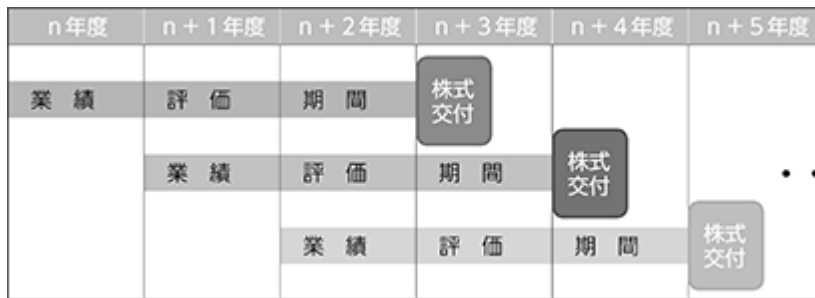 n年度 n+1年度 n+2年度 n+3年度 n+4年度 n+5年度
業績 評価 期間
株式
交付
業績 評価 期間
株式
交付
・・
業績 評価 期間
株式
交付